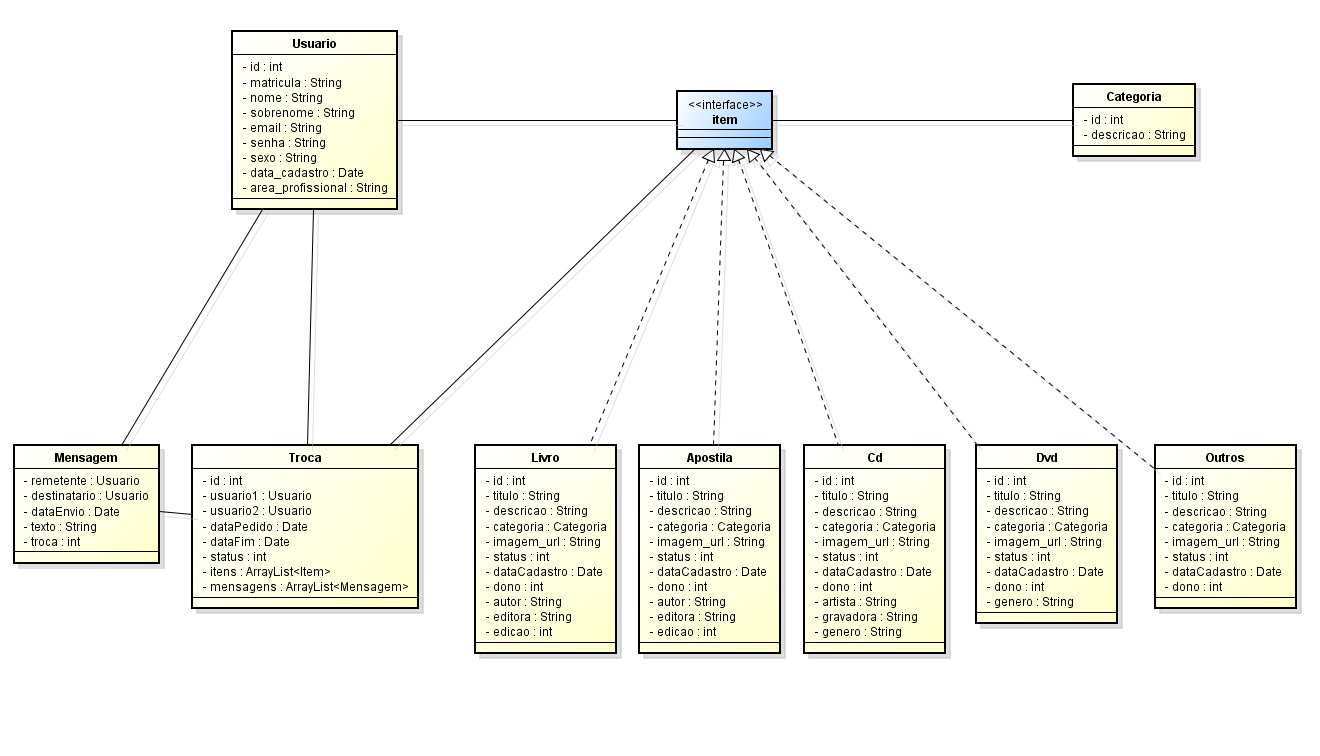 Usuario
- id : int
- matricula : String
- nome : String
- sobrenome : String
- email : String
- senha : String
- sexo : String
- data_cadastro : Date
- area_profissional : String
<<interface>>
item
Categoria
- id : int
- descricao : String
Mensagem
- remetente : Usuario
- destinatario : Usuario
- dataEnvio : Date
- texto : String
- troca : int
Troca
- id : int
- usuario1 : Usuario
- usuario2 : Usuario
- dataPedido : Date
- dataFim : Date
- status : int
- itens : ArrayList<Item>
- mensagens : ArrayList<Mensagem>
Livro
- id : int
- titulo : String
- descricao : String
- categoria : Categoria
- imagem_url : String
- status : int
- dataCadastro : Date
- dono : int
- autor : String
- editora : String
- edicao : int
Apostila
- id : int
- titulo : String
- descricao : String
- categoria : Categoria
- imagem_url : String
- status : int
- dataCadastro : Date
- dono : int
- autor : String
- editora : String
- edicao : int
Cd
- id : int
- titulo : String
- descricao : String
- categoria : Categoria
- imagem_url : String
- status : int
- dataCadastro : Date
- dono : int
- artista : String
- gravadora : String
- genero : String
Dvd
- id : int
- titulo : String
- descricao : String
- categoria : Categoria
- imagem_url : String
- status : int
- dataCadastro : Date
- dono : int
- genero : String
Outros
- id : int
- titulo : String
- descricao : String
- categoria : Categoria
- imagem_url : String
- status : int
- dataCadastro : Date
- dono : int